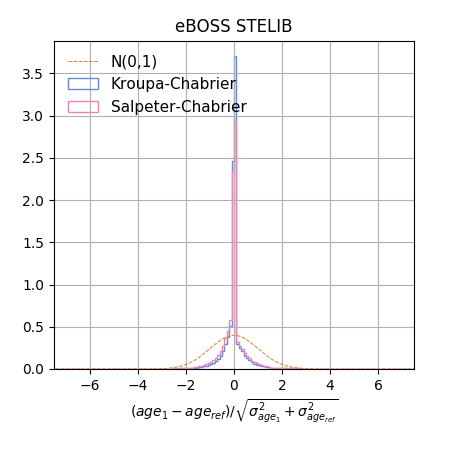 eBOSS STELIB
N(0,1)
Kroupa-Chabrier
Salpeter-Chabrier
3.5
3.0
2.5
2.0
1.5
1.0
0.5
0.0
−6 −4 −2 0 2 4 6
(age₁ − age_ref)/√σ²_age₁ + σ²_age_ref